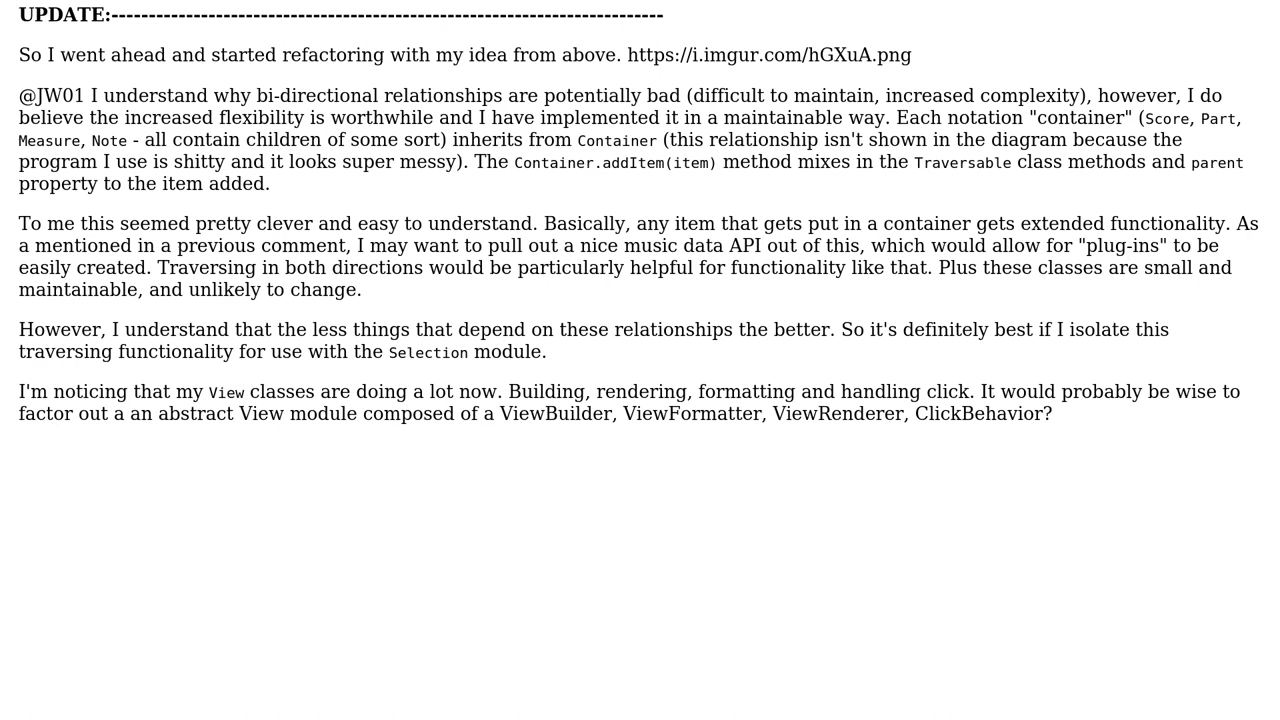 UPDATE:--------------------------------------------------------------------------
So I went ahead and started refactoring with my idea from above. https://i.imgur.com/hGXuA.png
@JW01 I understand why bi-directional relationships are potentially bad (difficult to maintain, increased complexity), however, I do
believe the increased flexibility is worthwhile and I have implemented it in a maintainable way. Each notation "container" (Score, Part,
Measure, Note - all contain children of some sort) inherits from Container (this relationship isn't shown in the diagram because the
program I use is shitty and it looks super messy). The Container.addItem(item) method mixes in the Traversable class methods and parent
property to the item added.
To me this seemed pretty clever and easy to understand. Basically, any item that gets put in a container gets extended functionality. As
a mentioned in a previous comment, I may want to pull out a nice music data API out of this, which would allow for "plug-ins" to be
easily created. Traversing in both directions would be particularly helpful for functionality like that. Plus these classes are small and
maintainable, and unlikely to change.
However, I understand that the less things that depend on these relationships the better. So it's definitely best if I isolate this
traversing functionality for use with the Selection module.
I'm noticing that my View classes are doing a lot now. Building, rendering, formatting and handling click. It would probably be wise to
factor out a an abstract View module composed of a ViewBuilder, ViewFormatter, ViewRenderer, ClickBehavior?